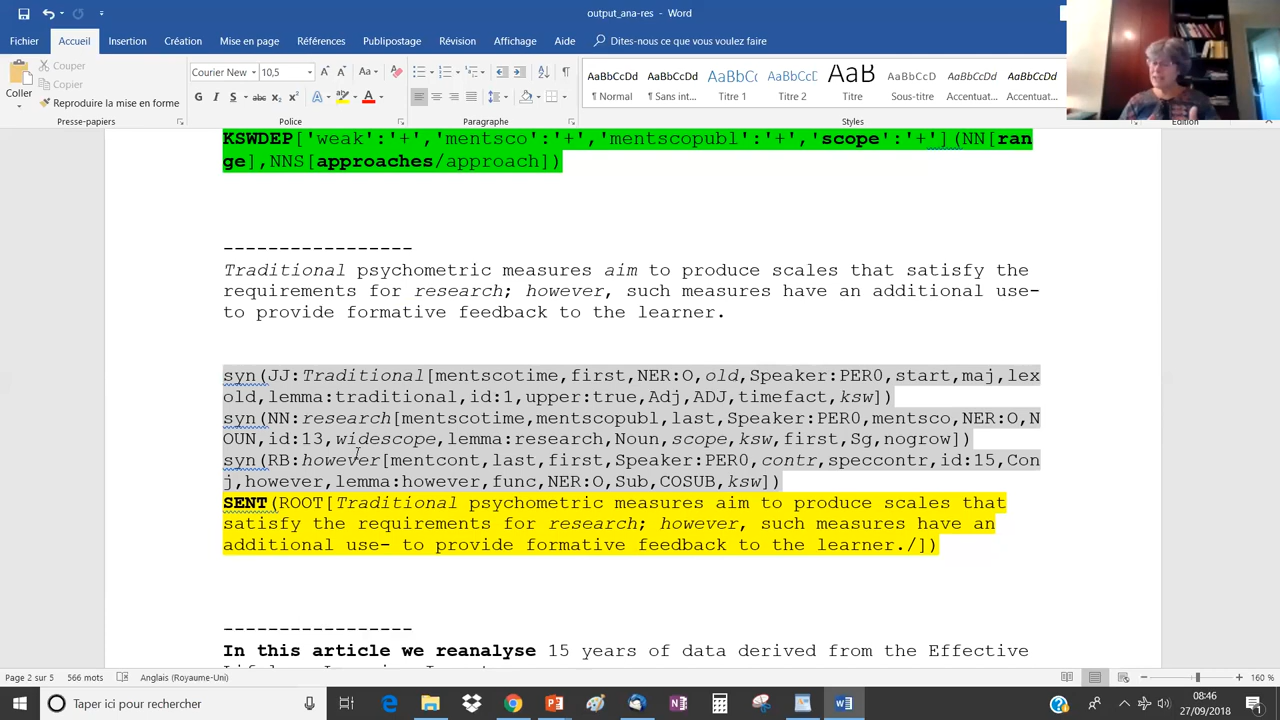 output_ana-res - Word
Fichier Accueil Insertion Création Mise en page Références Publipostage Révision Affichage Aide Dites-nous ce que vous voulez faire
Couper
Copier
Coller
Reproduire la mise en forme
Presse-papiers
Courier New 10,5
G I S abc x₂ x²
Police
Paragraphe
AaBbCcDd AaBbCcDd AaBbCc AaBbCcD AaB AaBbCcD AaBbCcDd AaBbCcDd
¶ Normal ¶ Sans int... Titre 1 Titre 2 Titre Sous-titre Accentuat... Accentuat...
Styles
Édition
KSWDEP['weak':'+','mentsco':'+','mentscopubl':'+','scope':'+'](NN[ran
ge],NNS[approaches/approach])
-----------------
Traditional psychometric measures aim to produce scales that satisfy the
requirements for research; however, such measures have an additional use-
to provide formative feedback to the learner.
syn(JJ:Traditional[mentscotime,first,NER:O,old,Speaker:PER0,start,maj,lex
old,lemma:traditional,id:1,upper:true,Adj,ADJ,timefact,ksw])
syn(NN:research[mentscotime,mentscopubl,last,Speaker:PER0,mentsco,NER:O,N
OUN,id:13,widescope,lemma:research,Noun,scope,ksw,first,Sg,nogrow])
syn(RB:however[mentcont,last,first,Speaker:PER0,contr,speccontr,id:15,Con
j,however,lemma:however,func,NER:O,Sub,COSUB,ksw])
SENT(ROOT[Traditional psychometric measures aim to produce scales that
satisfy the requirements for research; however, such measures have an
additional use- to provide formative feedback to the learner./])
-----------------
In this article we reanalyse 15 years of data derived from the Effective
Page 2 sur 5 566 mots Anglais (Royaume-Uni) 160 %
Taper ici pour rechercher
08:46
27/09/2018